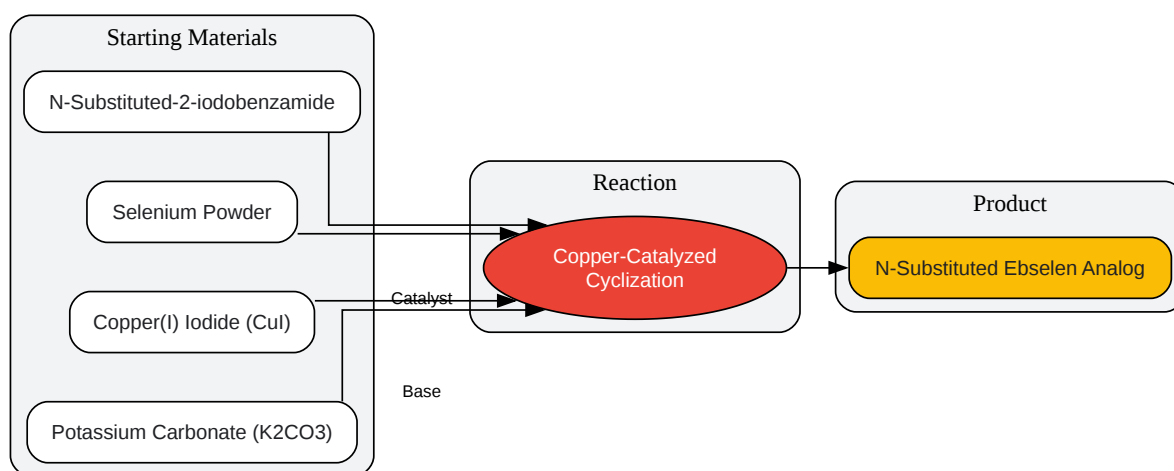 Starting Materials
N-Substituted-2-iodobenzamide
Selenium Powder
Copper(I) Iodide (CuI)
Potassium Carbonate (K2CO3)
Catalyst
Base
Reaction
Copper-Catalyzed
Cyclization
Product
N-Substituted Ebselen Analog